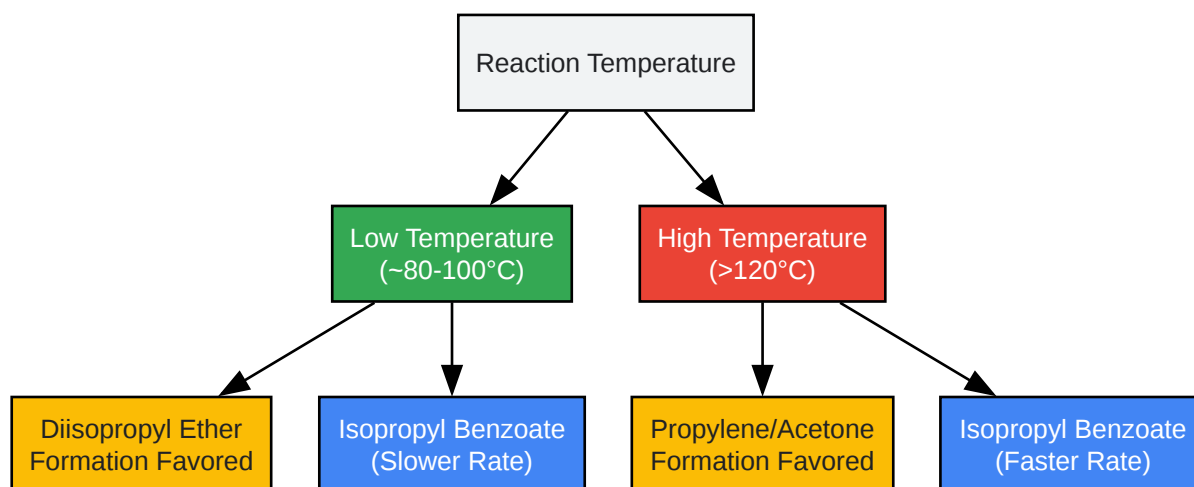 Reaction Temperature
Low Temperature
(~80-100°C)
High Temperature
(>120°C)
Diisopropyl Ether
Formation Favored
Isopropyl Benzoate
(Slower Rate)
Propylene/Acetone
Formation Favored
Isopropyl Benzoate
(Faster Rate)